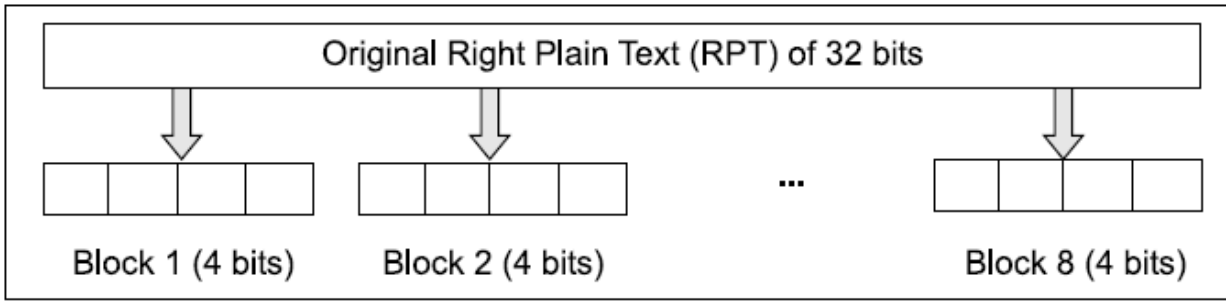 Original Right Plain Text (RPT) of 32 bits
...
Block 1 (4 bits) Block 2 (4 bits) Block 8 (4 bits)